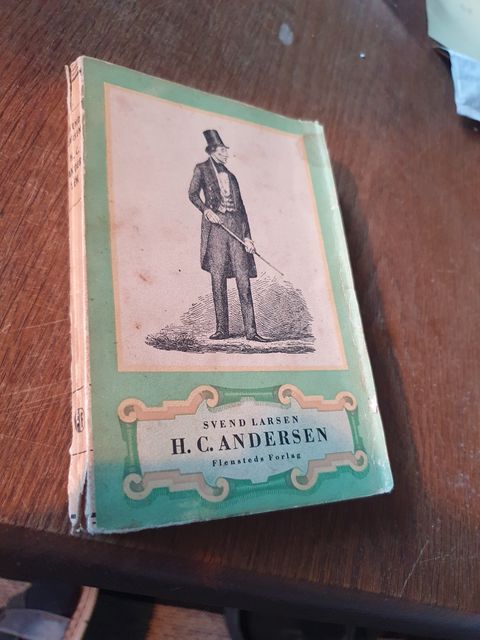 SVEND LARSEN
H. C. ANDERSEN
Flensteds Forlag